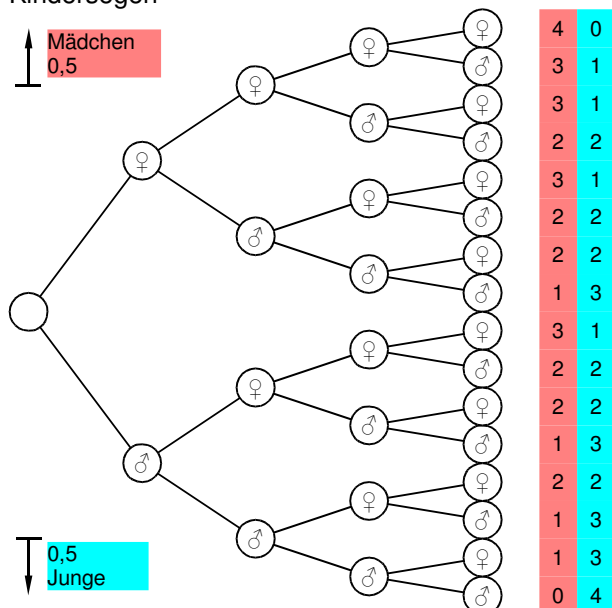 Kindersegen
Mädchen
0,5
♀ ♀ ♀ ♀ 4 0
♂ 3 1
♂ ♀ 3 1
♂ 2 2
♂ ♀ ♀ 3 1
♂ 2 2
♂ ♀ 2 2
♂ 1 3
♂ ♀ ♀ ♀ 3 1
♂ 2 2
♂ ♀ 2 2
♂ 1 3
♂ ♀ ♀ 2 2
♂ 1 3
♂ ♀ 1 3
♂ 0 4
0,5
Junge